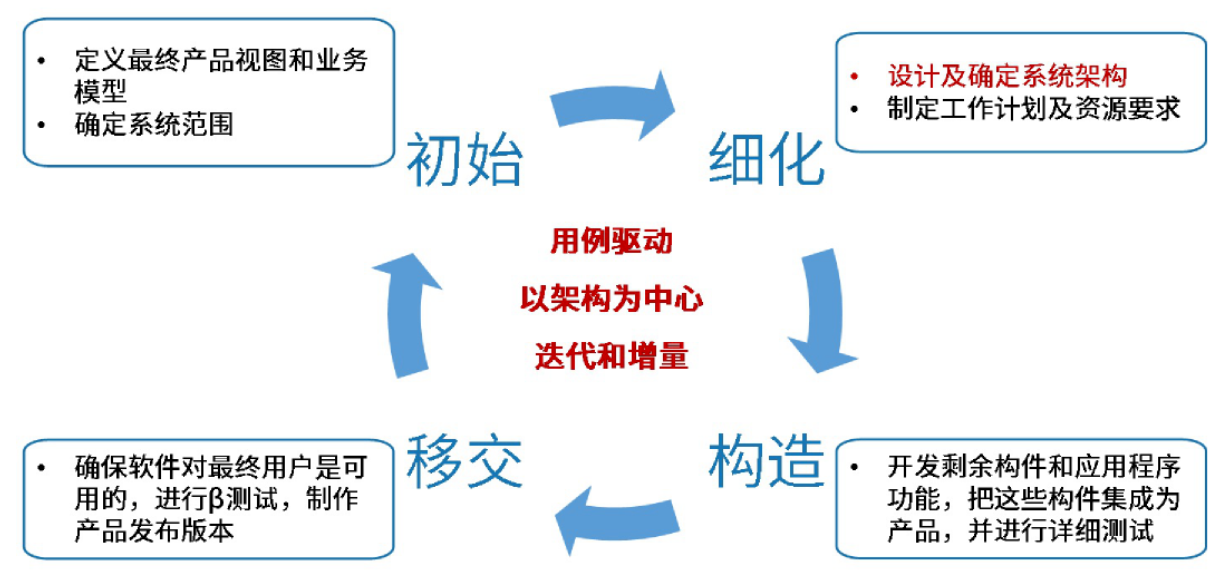 • 定义最终产品视图和业务
模型
• 确定系统范围
• 设计及确定系统架构
• 制定工作计划及资源要求
初始
细化
用例驱动
以架构为中心
迭代和增量
移交
构造
• 确保软件对最终用户是可
用的，进行β测试，制作
产品发布版本
• 开发剩余构件和应用程序
功能，把这些构件集成为
产品，并进行详细测试